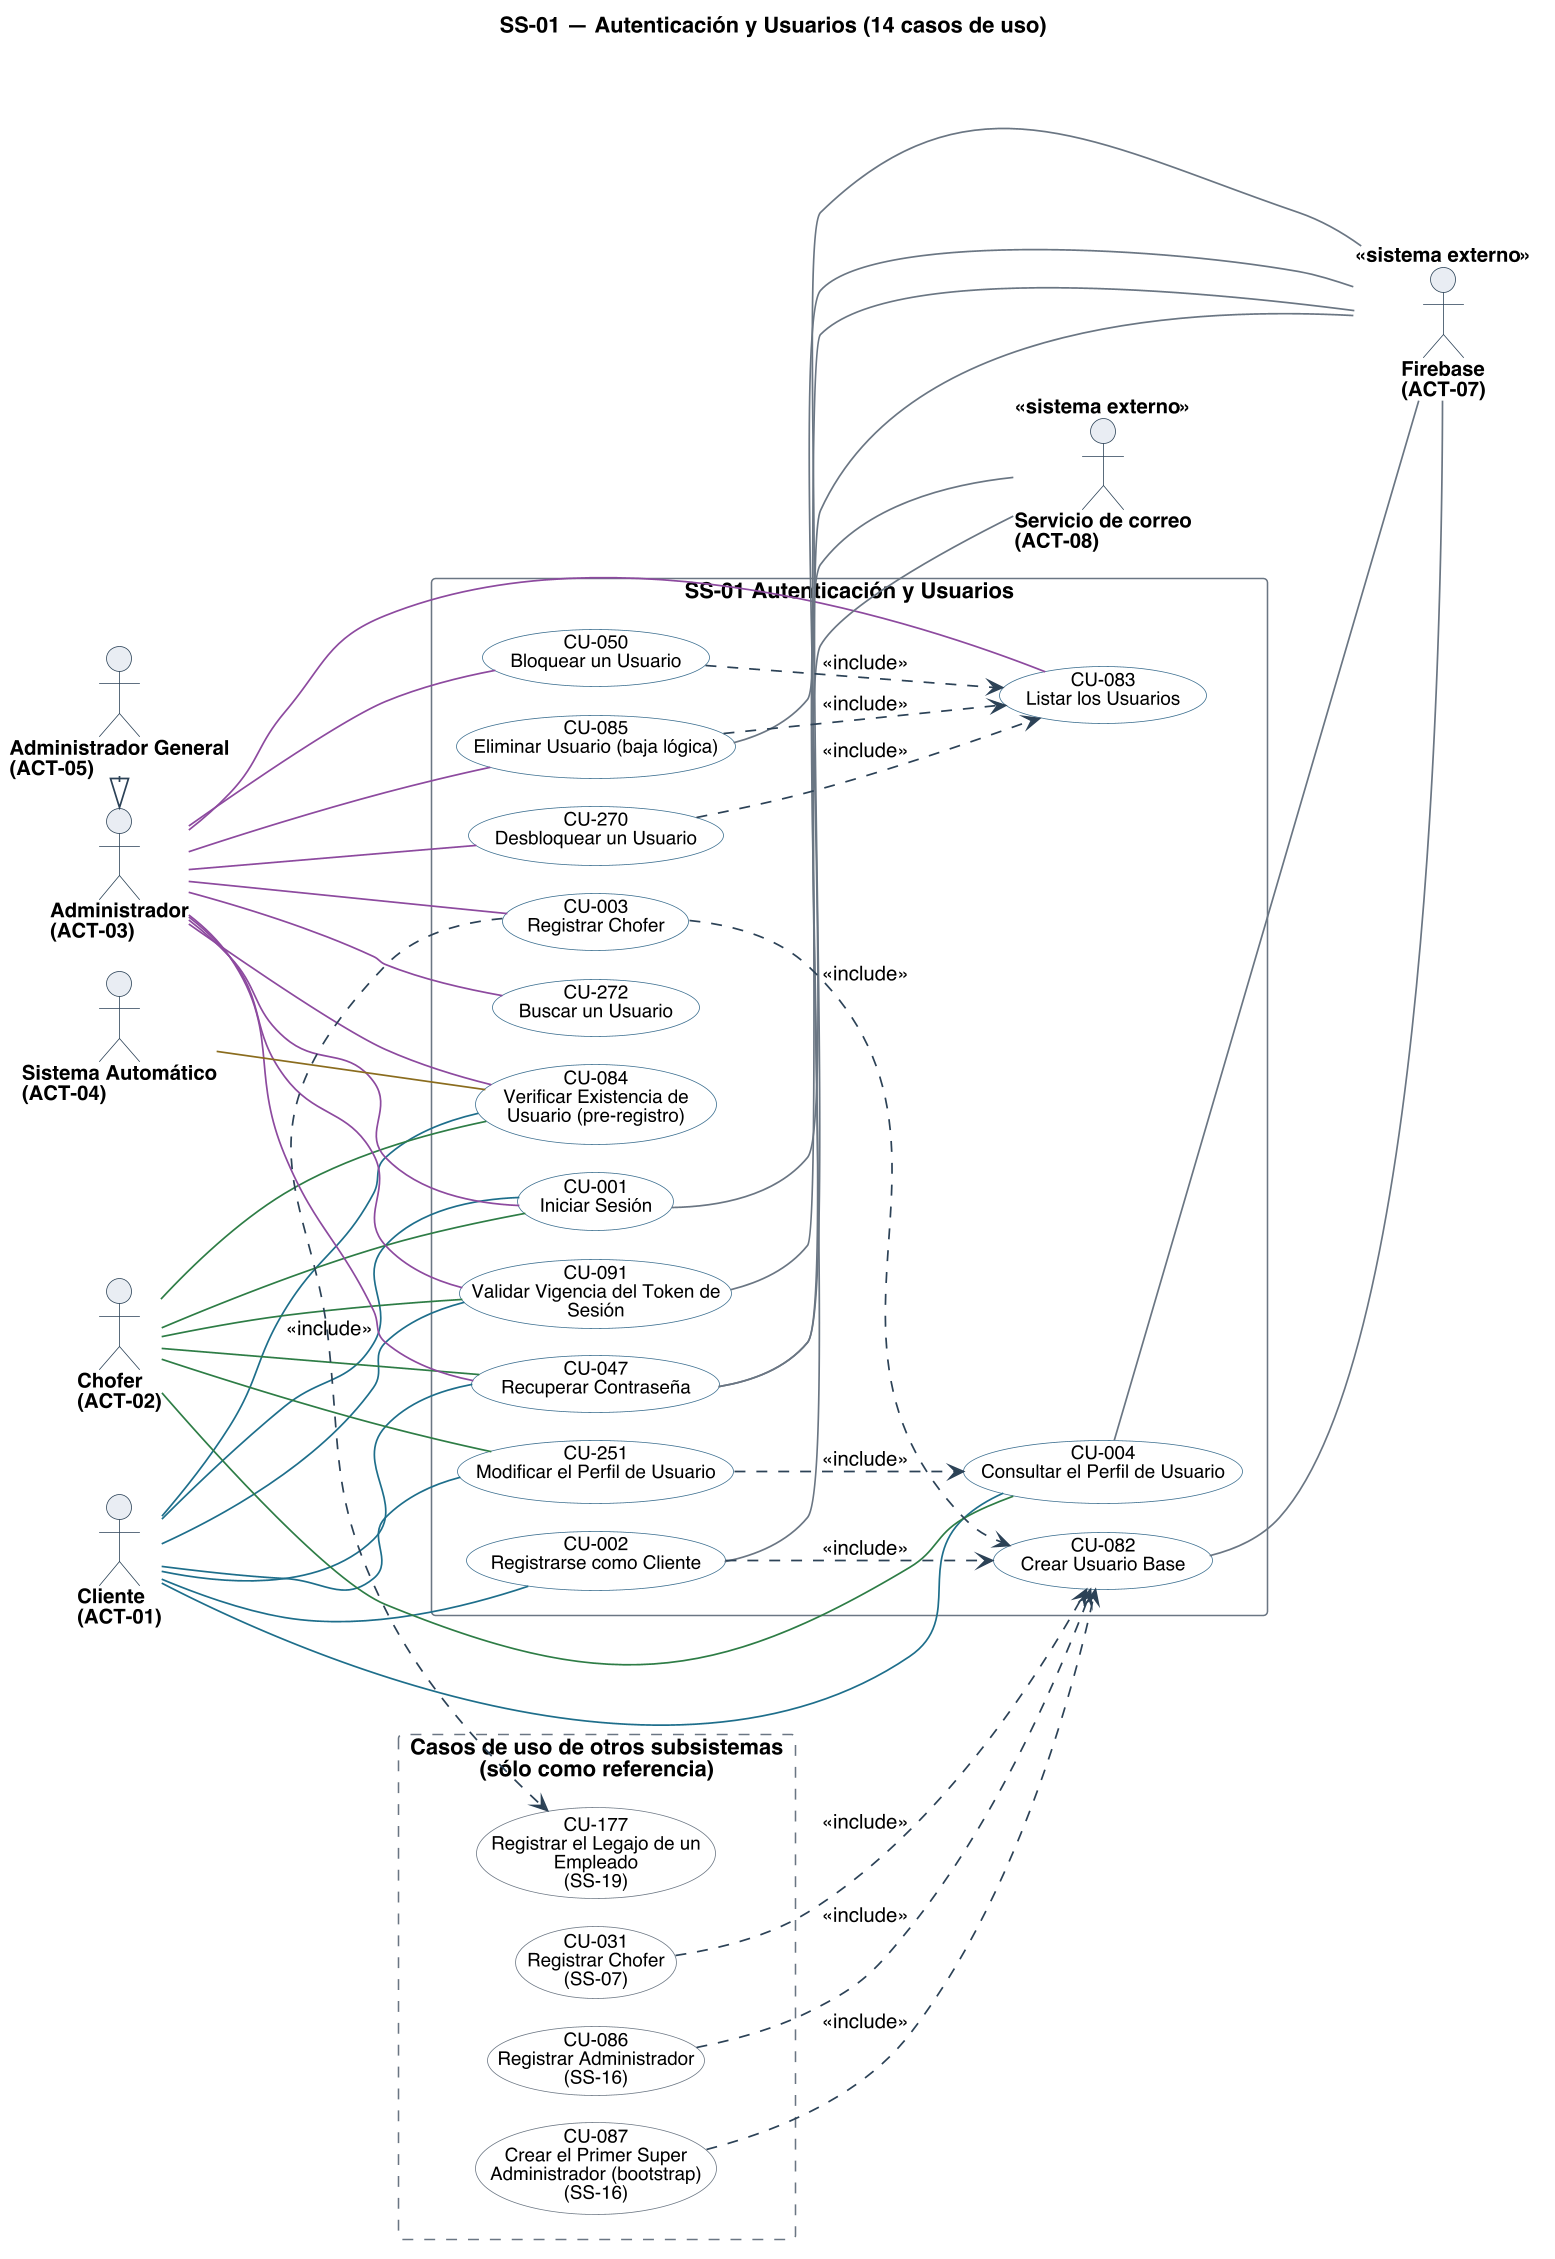 SS-01 — Autenticación y Usuarios (14 casos de uso)
«sistema externo»
Firebase
(ACT-07)
«sistema externo»
Servicio de correo
(ACT-08)
SS-01 Autenticación y Usuarios
CU-050
Bloquear un Usuario
«include»
CU-083
Listar los Usuarios
CU-085
Eliminar Usuario (baja lógica)
«include»
«include»
Administrador General
(ACT-05)
CU-270
Desbloquear un Usuario
Administrador
(ACT-03)
CU-003
Registrar Chofer
«include»
CU-272
Buscar un Usuario
Sistema Automático
(ACT-04)
CU-084
Verificar Existencia de
Usuario (pre-registro)
CU-001
Iniciar Sesión
CU-091
Validar Vigencia del Token de
Sesión
«include»
Chofer
(ACT-02)
CU-047
Recuperar Contraseña
CU-251
Modificar el Perfil de Usuario
«include»
CU-004
Consultar el Perfil de Usuario
CU-002
Registrarse como Cliente
«include»
CU-082
Crear Usuario Base
Cliente
(ACT-01)
Casos de uso de otros subsistemas
(sólo como referencia)
CU-177
Registrar el Legajo de un
Empleado
(SS-19)
«include»
CU-031
Registrar Chofer
(SS-07)
«include»
CU-086
Registrar Administrador
(SS-16)
«include»
CU-087
Crear el Primer Super
Administrador (bootstrap)
(SS-16)